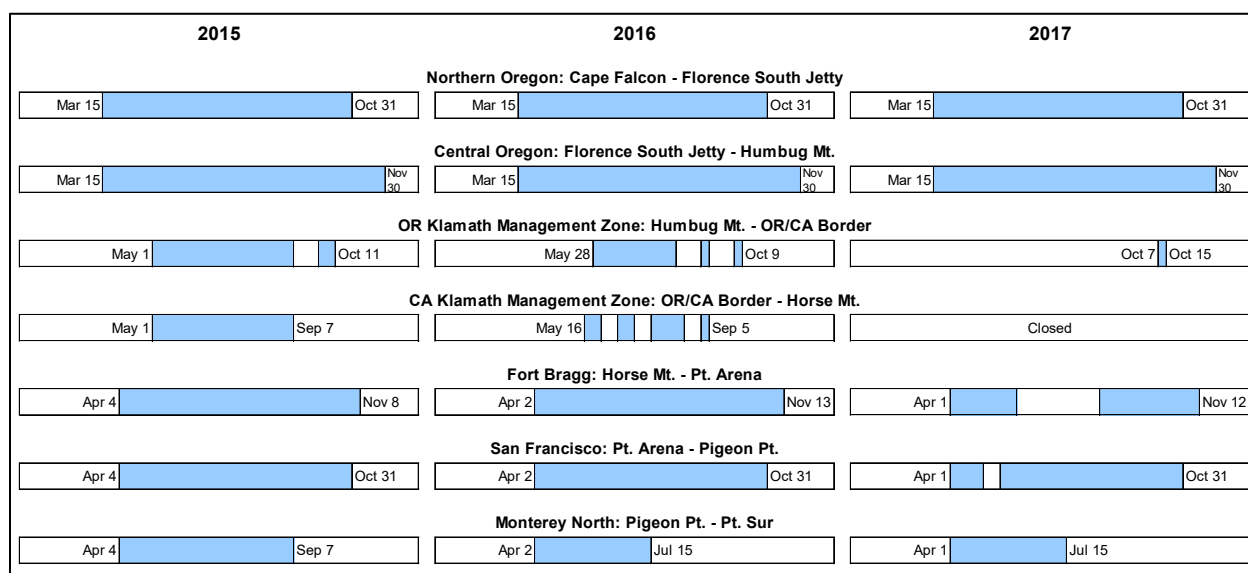 2015 2016 2017
Northern Oregon: Cape Falcon - Florence South Jetty
Mar 15 Oct 31 Mar 15 Oct 31 Mar 15 Oct 31
Central Oregon: Florence South Jetty - Humbug Mt.
Mar 15 Nov 30 Mar 15 Nov 30 Mar 15 Nov 30
OR Klamath Management Zone: Humbug Mt. - OR/CA Border
May 1 Oct 11 May 28 Oct 9 Oct 7 Oct 15
CA Klamath Management Zone: OR/CA Border - Horse Mt.
May 1 Sep 7 May 16 Sep 5 Closed
Fort Bragg: Horse Mt. - Pt. Arena
Apr 4 Nov 8 Apr 2 Nov 13 Apr 1 Nov 12
San Francisco: Pt. Arena - Pigeon Pt.
Apr 4 Oct 31 Apr 2 Oct 31 Apr 1 Oct 31
Monterey North: Pigeon Pt. - Pt. Sur
Apr 4 Sep 7 Apr 2 Jul 15 Apr 1 Jul 15